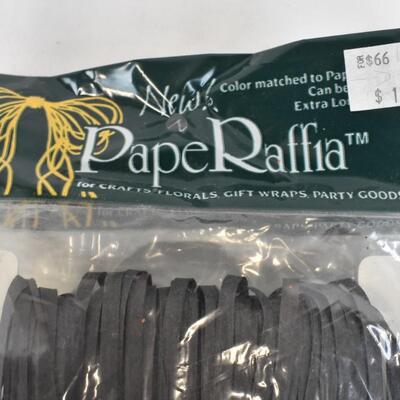 FOR $66
$ 1
New! Color matched to Pap
Can be
Extra Lo
PapeRaffia™
for CRAFTS, FLORALS, GIFT WRAPS, PARTY GOODS